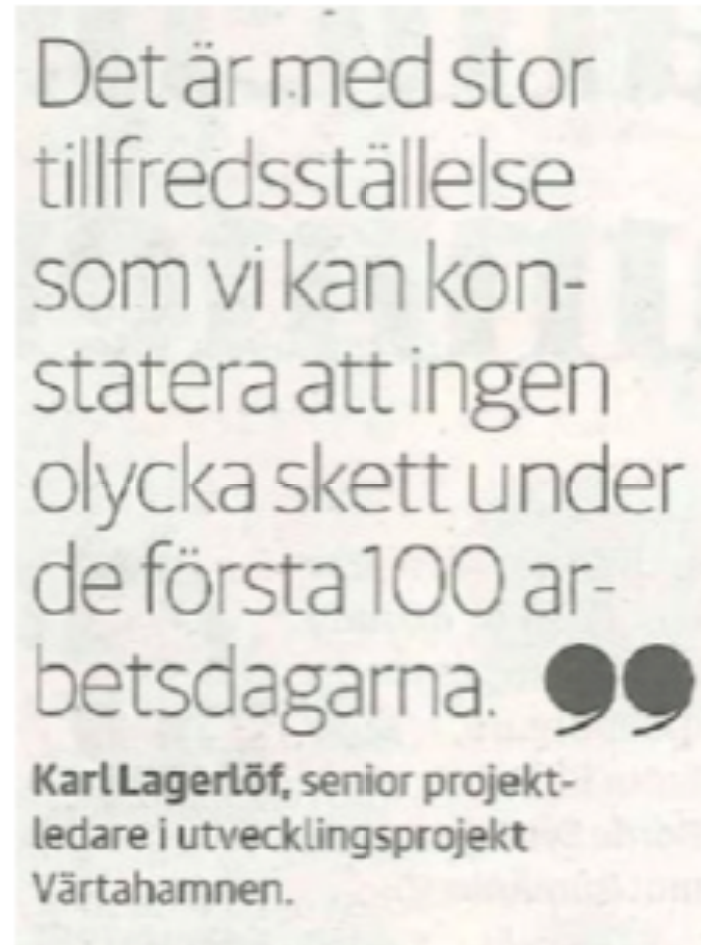 Det är med stor
tillfredsställelse
som vi kan kon-
statera att ingen
olycka skett under
de första 100 ar-
betsdagarna. ”
Karl Lagerlöf, senior projekt-
ledare i utvecklingsprojekt
Värtahamnen.